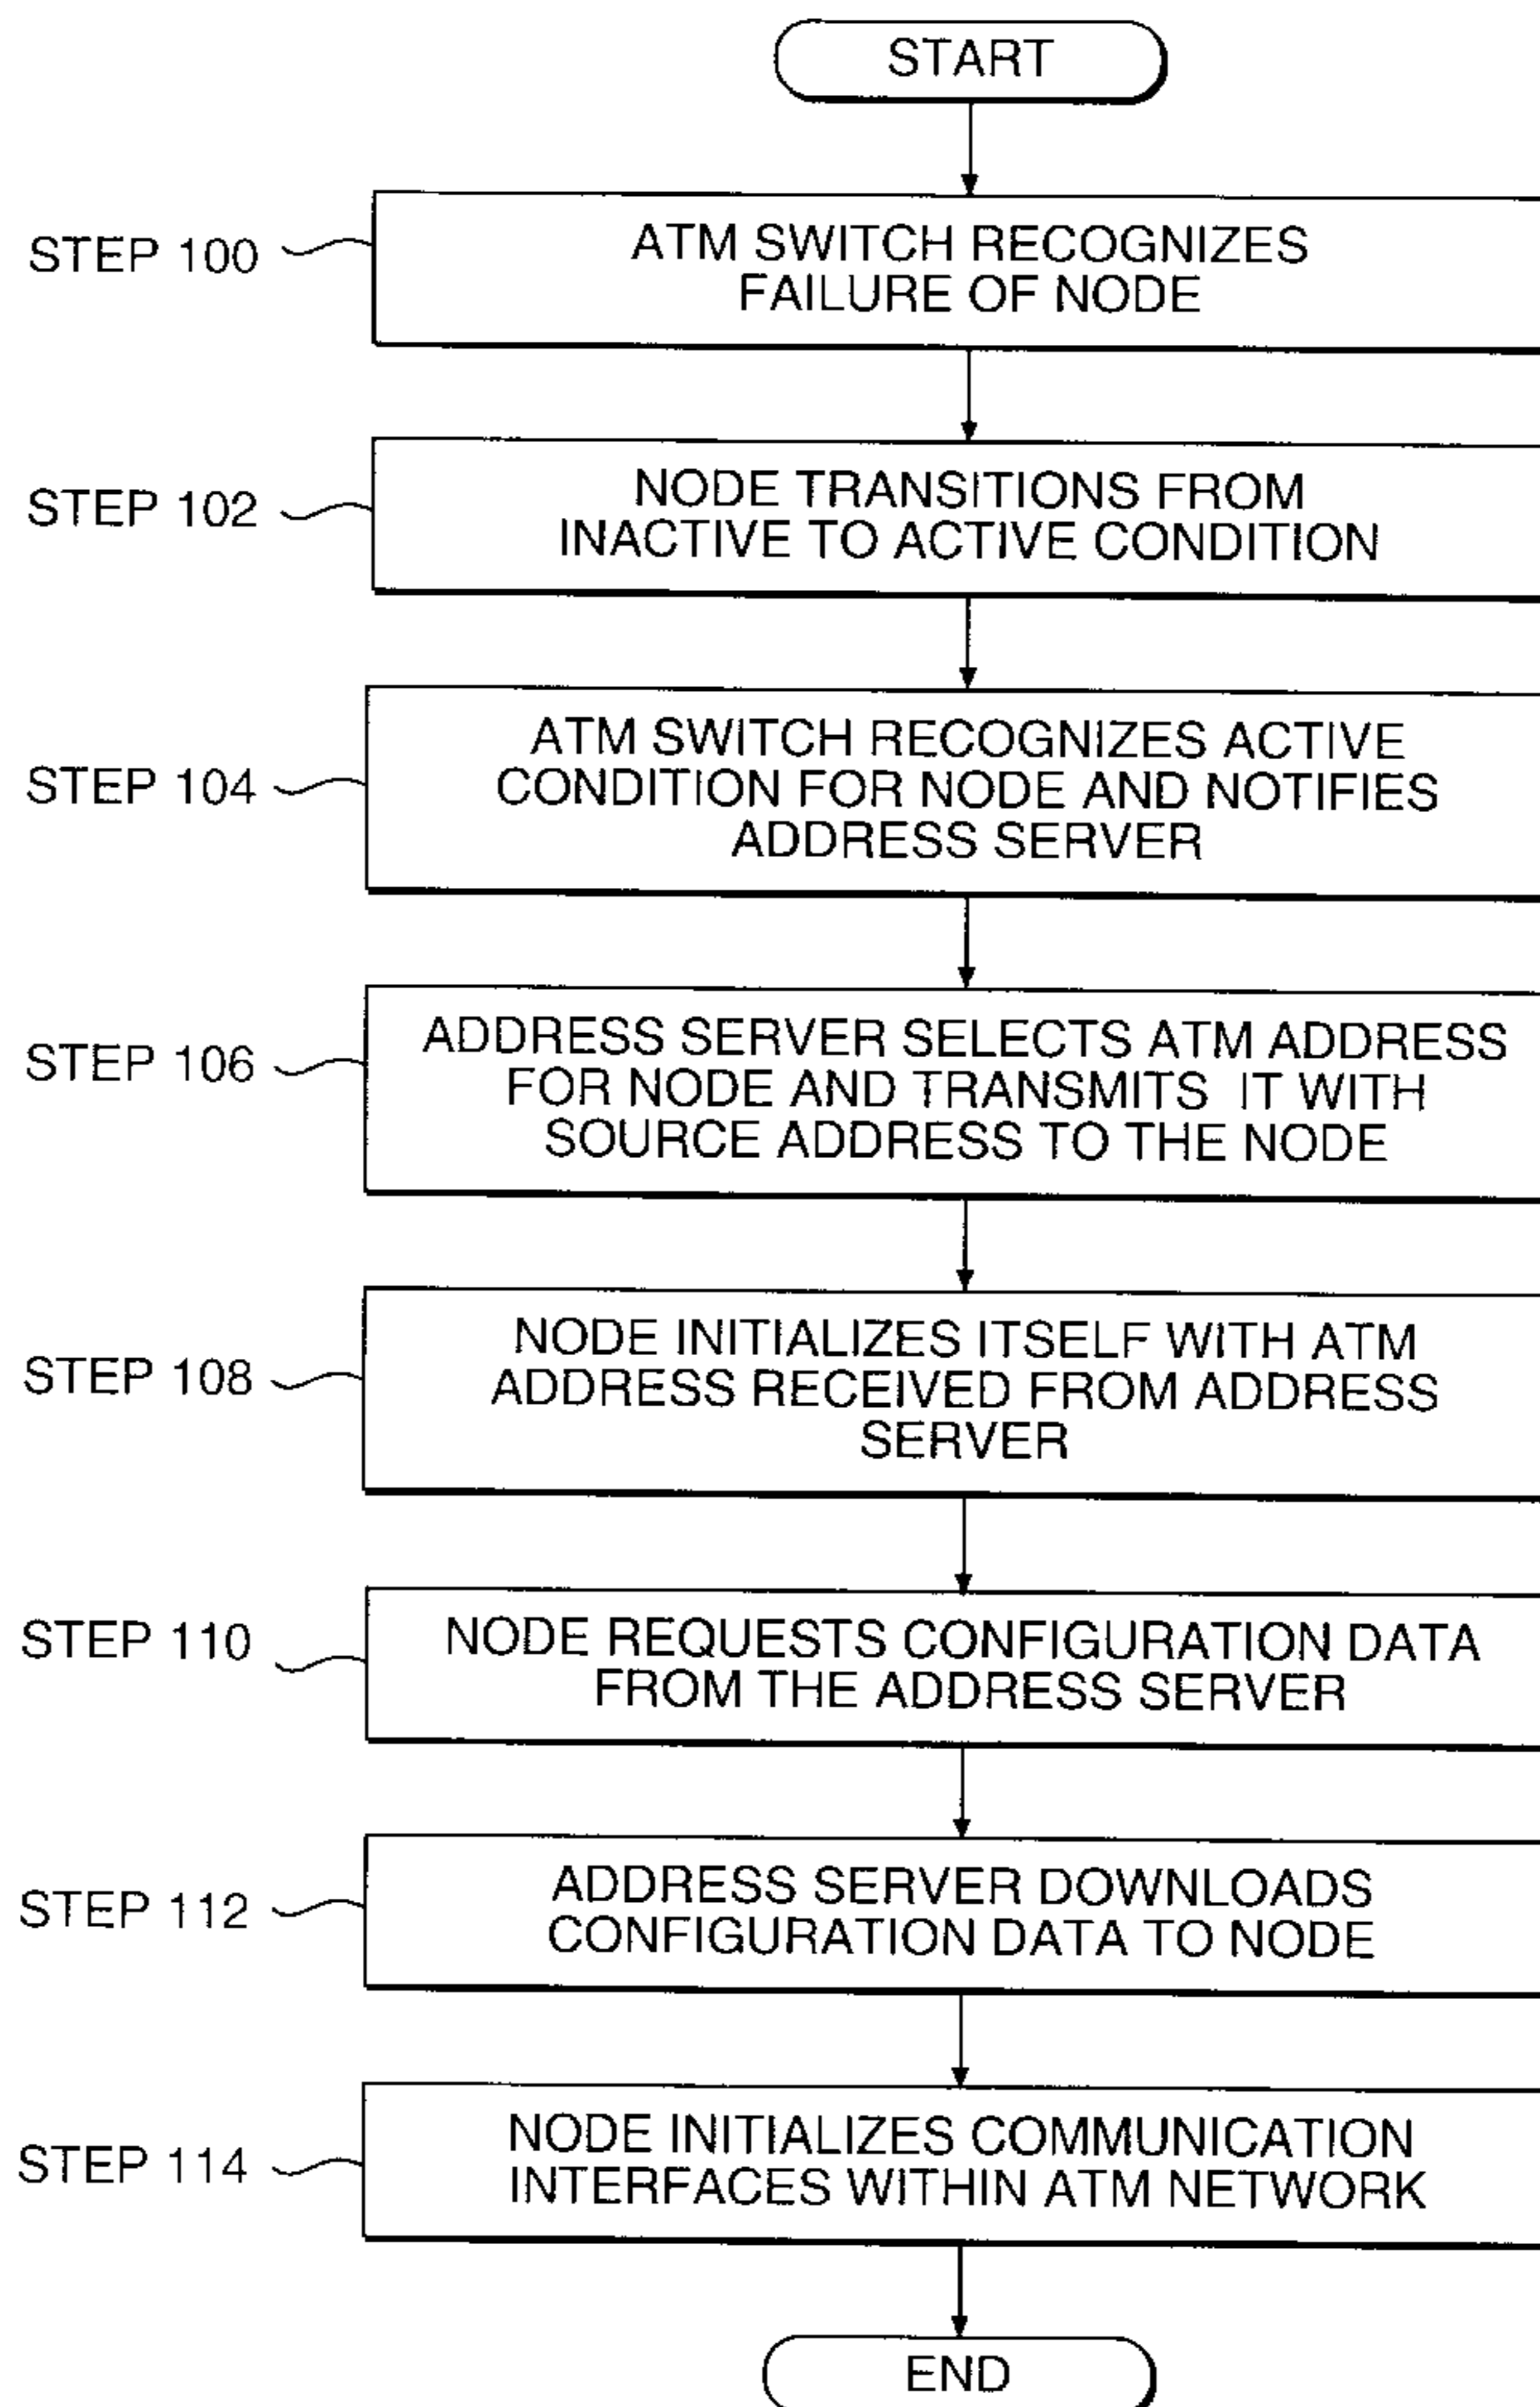 START
STEP 100
ATM SWITCH RECOGNIZES
FAILURE OF NODE
STEP 102
NODE TRANSITIONS FROM
INACTIVE TO ACTIVE CONDITION
STEP 104
ATM SWITCH RECOGNIZES ACTIVE
CONDITION FOR NODE AND NOTIFIES
ADDRESS SERVER
STEP 106
ADDRESS SERVER SELECTS ATM ADDRESS
FOR NODE AND TRANSMITS IT WITH
SOURCE ADDRESS TO THE NODE
STEP 108
NODE INITIALIZES ITSELF WITH ATM
ADDRESS RECEIVED FROM ADDRESS
SERVER
STEP 110
NODE REQUESTS CONFIGURATION DATA
FROM THE ADDRESS SERVER
STEP 112
ADDRESS SERVER DOWNLOADS
CONFIGURATION DATA TO NODE
STEP 114
NODE INITIALIZES COMMUNICATION
INTERFACES WITHIN ATM NETWORK
END